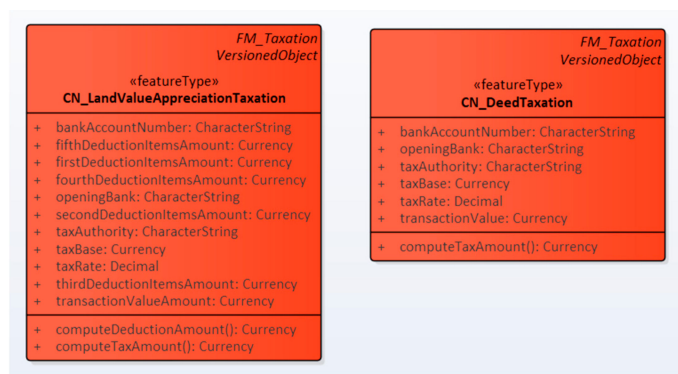 FM_Taxation
VersionedObject
«featureType»
CN_LandValueAppreciationTaxation
+ bankAccountNumber: CharacterString
+ fifthDeductionItemsAmount: Currency
+ firstDeductionItemsAmount: Currency
+ fourthDeductionItemsAmount: Currency
+ openingBank: CharacterString
+ secondDeductionItemsAmount: Currency
+ taxAuthority: CharacterString
+ taxBase: Currency
+ taxRate: Decimal
+ thirdDeductionItemsAmount: Currency
+ transactionValueAmount: Currency
+ computeDeductionAmount(): Currency
+ computeTaxAmount(): Currency
FM_Taxation
VersionedObject
«featureType»
CN_DeedTaxation
+ bankAccountNumber: CharacterString
+ openingBank: CharacterString
+ taxAuthority: CharacterString
+ taxBase: Currency
+ taxRate: Decimal
+ transactionValue: Currency
+ computeTaxAmount(): Currency